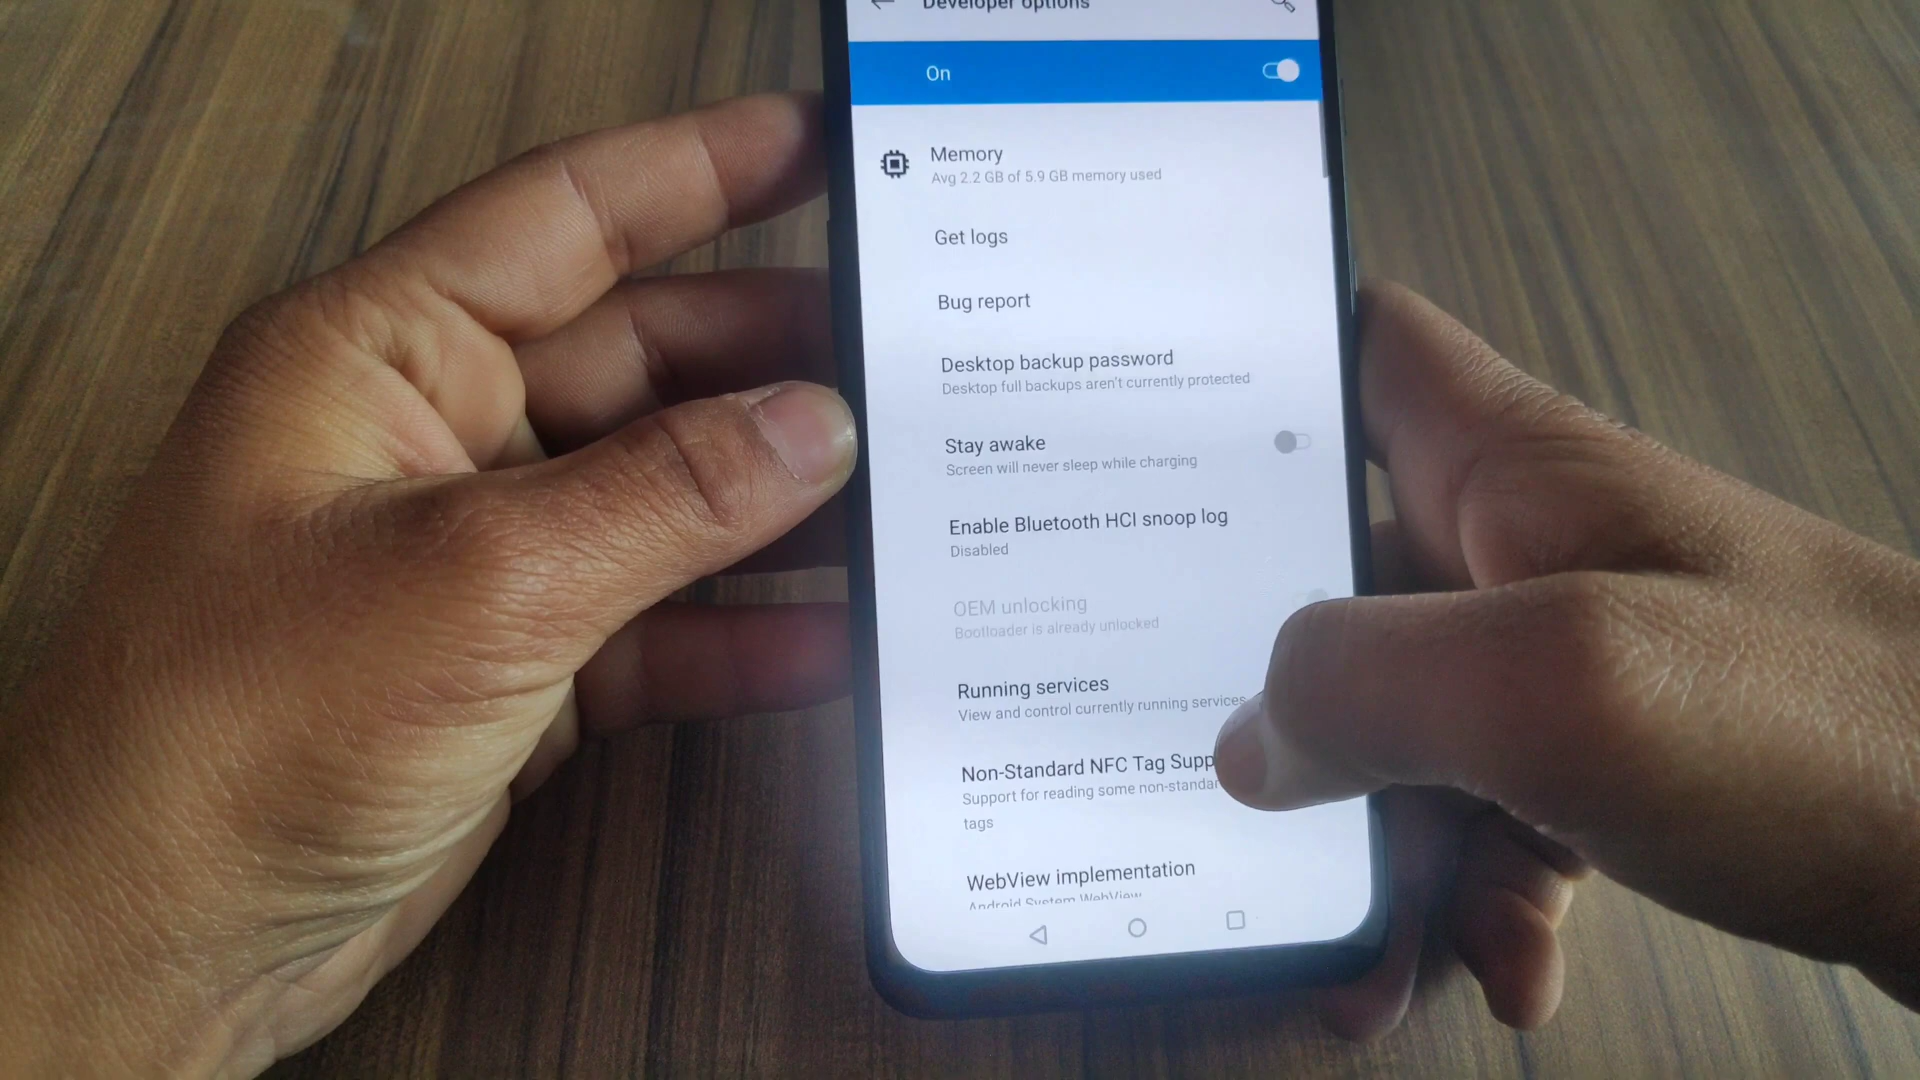 Developer options
On
Memory
Avg 2.2 GB of 5.9 GB memory used
Get logs
Bug report
Desktop backup password
Desktop full backups aren't currently protected
Stay awake
Screen will never sleep while charging
Enable Bluetooth HCI snoop log
Disabled
OEM unlocking
Bootloader is already unlocked
Running services
View and control currently running services
Non-Standard NFC Tag Supp
Support for reading some non-standar
tags
WebView implementation
Android System WebView